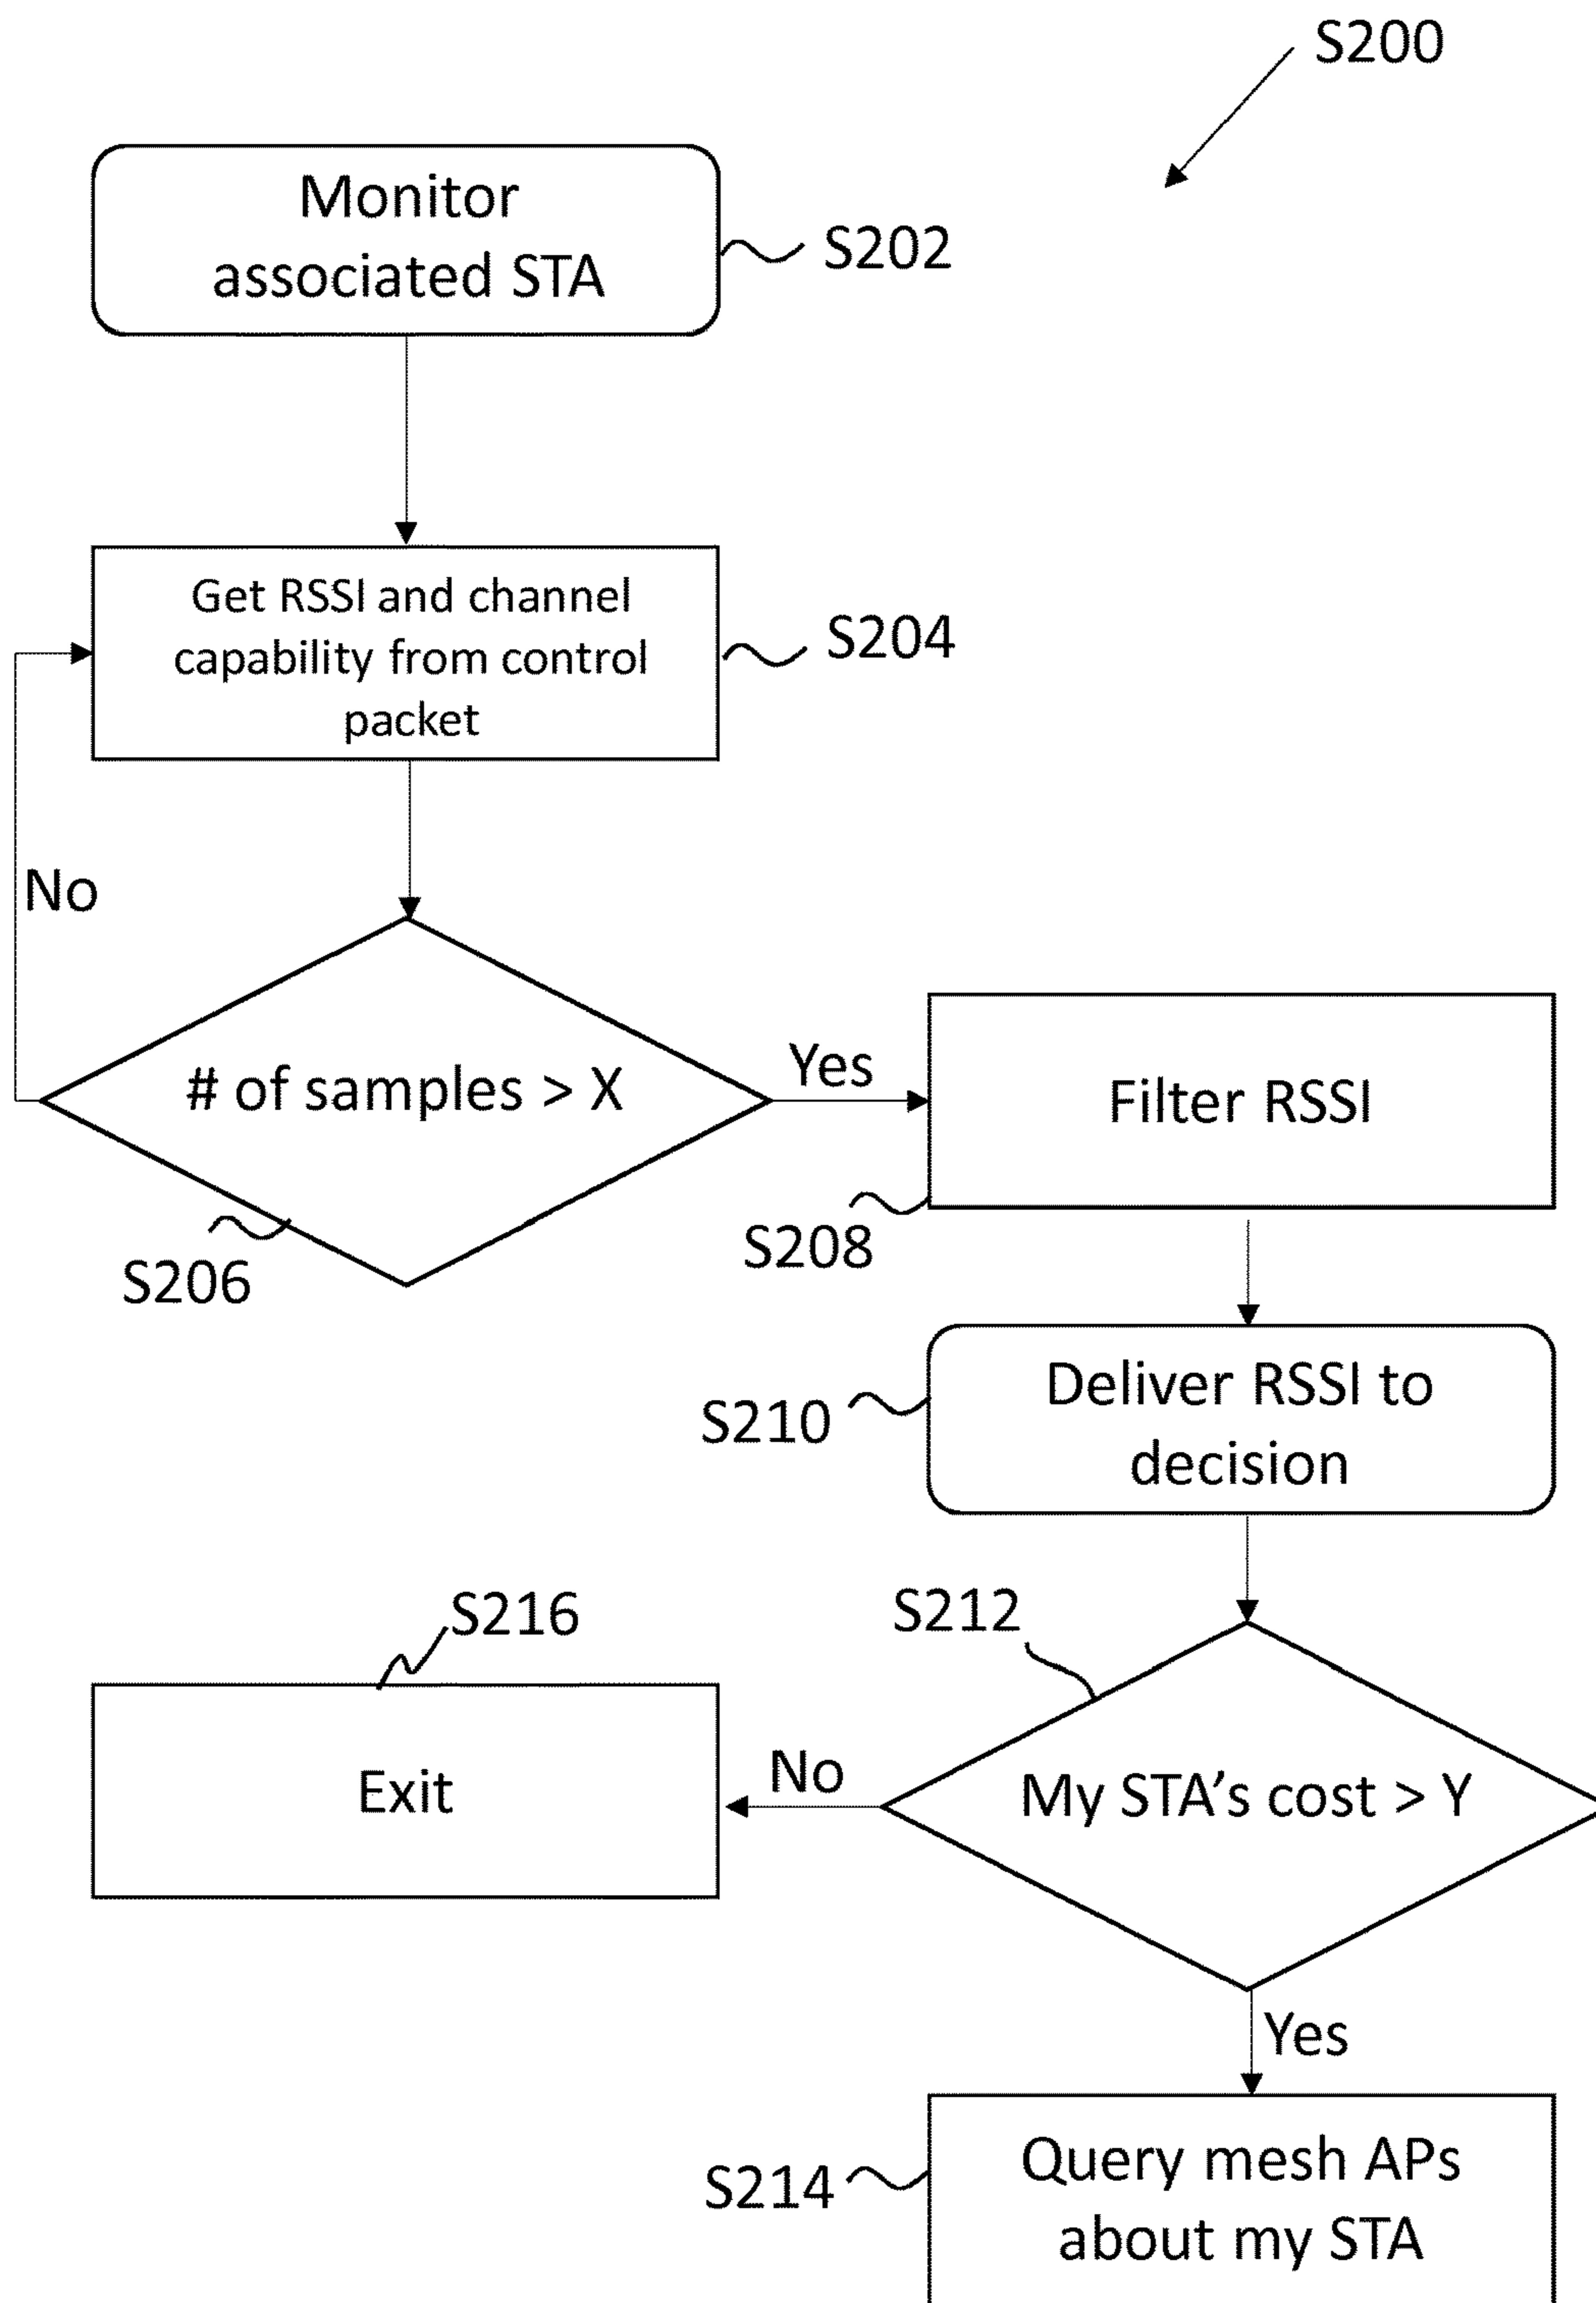 S200
Monitor
associated STA
S202
Get RSSI and channel
capability from control
packet
S204
No
# of samples > X
Yes
Filter RSSI
S206
S208
Deliver RSSI to
decision
S210
S216
S212
Exit
No
My STA's cost > Y
Yes
Query mesh APs
about my STA
S214